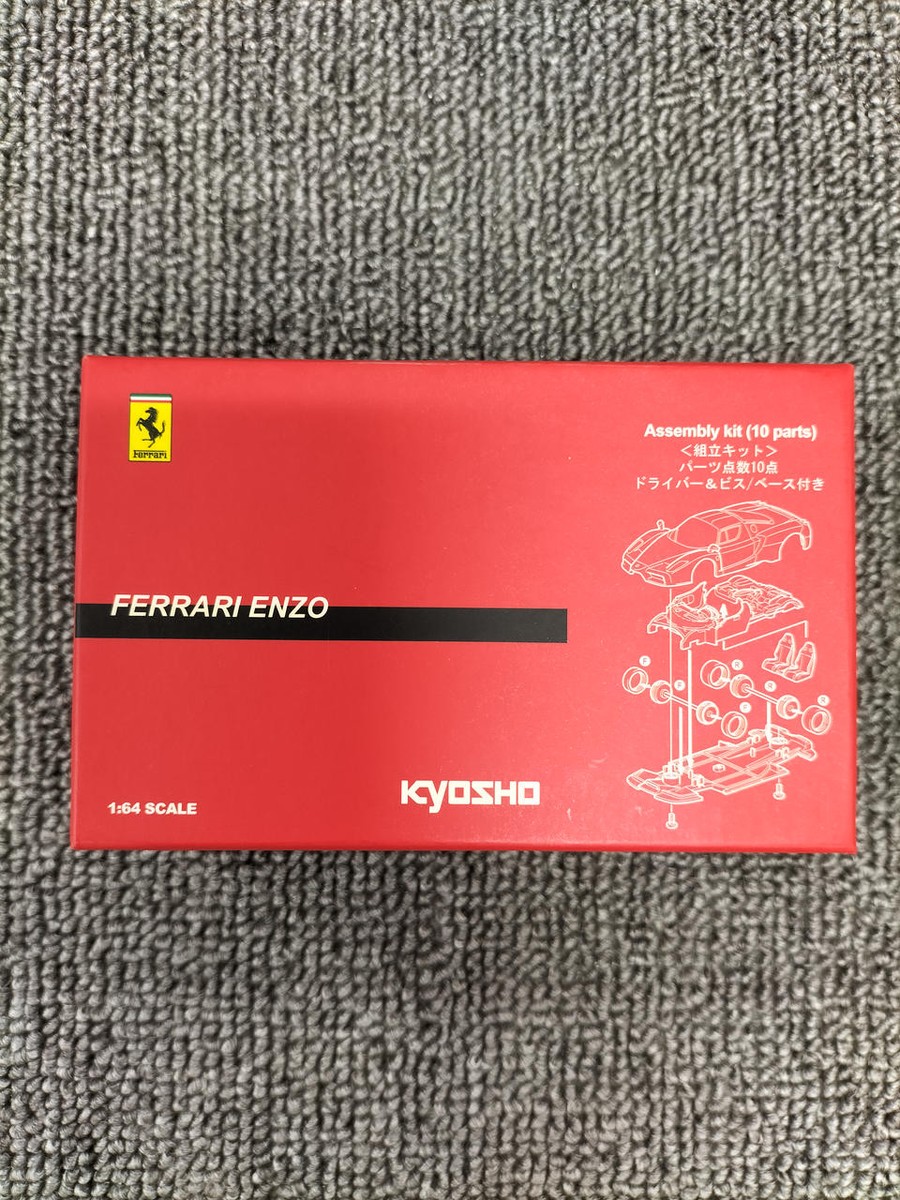 Ferrari
Assembly kit (10 parts)
＜組立キット＞
パーツ点数10点
ドライバー＆ビス/ベース付き
FERRARI ENZO
F
R
F
R
F
R
1:64 SCALE
KYOSHO